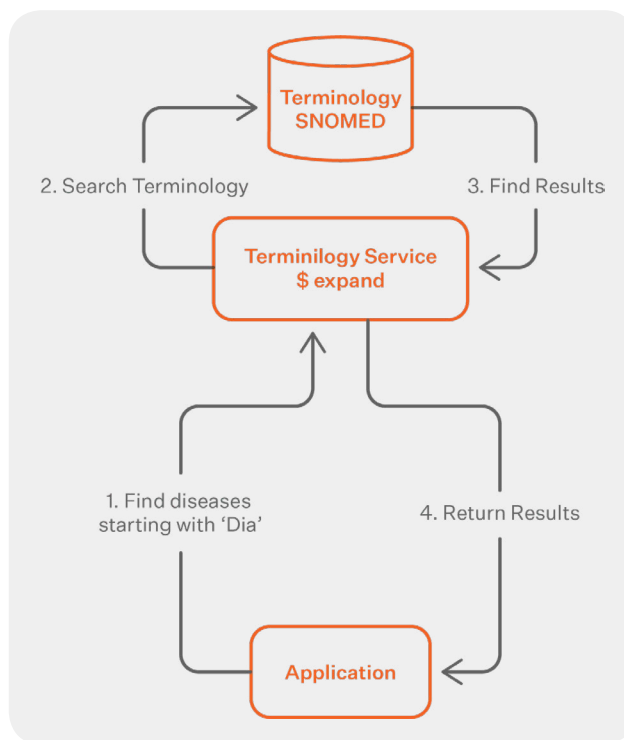 Terminology
SNOMED
2. Search Terminology
3. Find Results
Terminilogy Service
$ expand
1. Find diseases
starting with ‘Dia’
4. Return Results
Application